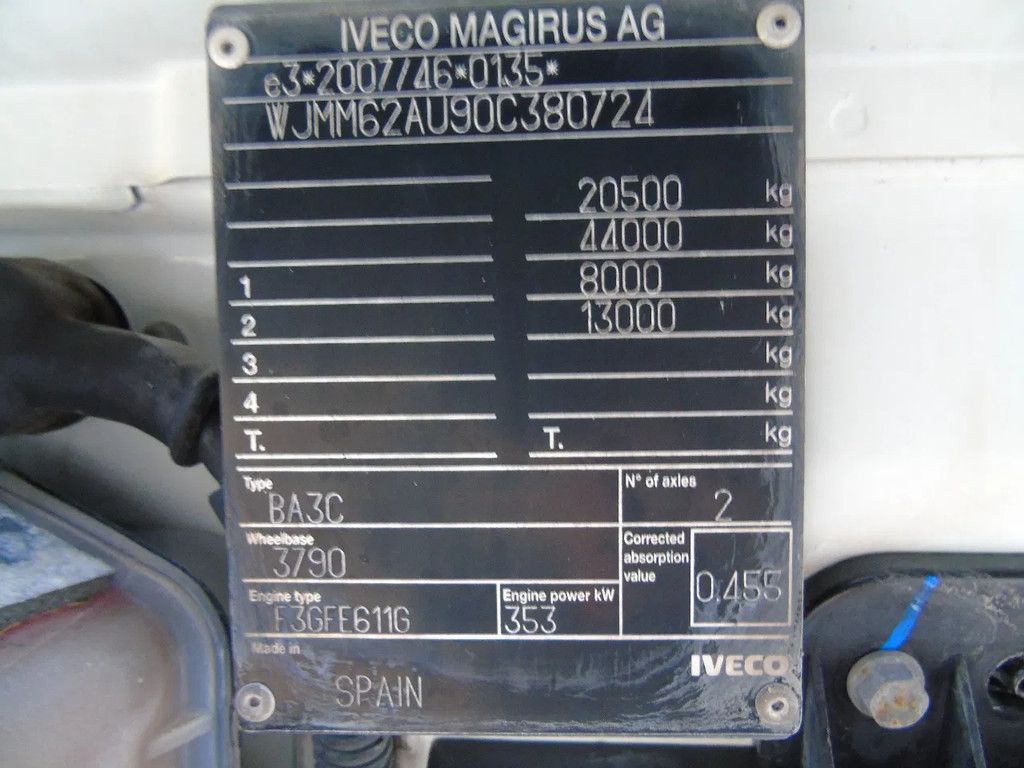 IVECO MAGIRUS AG
e3*2007/46*0135*
WJMM62AU90C380724
20500 kg
44000 kg
1 8000 kg
2 13000 kg
3 kg
4 kg
T. T. kg
Type N° of axles
BA3C 2
Wheelbase Corrected absorption value
3790 0.455
Engine type Engine power kW
F3GFE611G 353
Made in IVECO
SPAIN